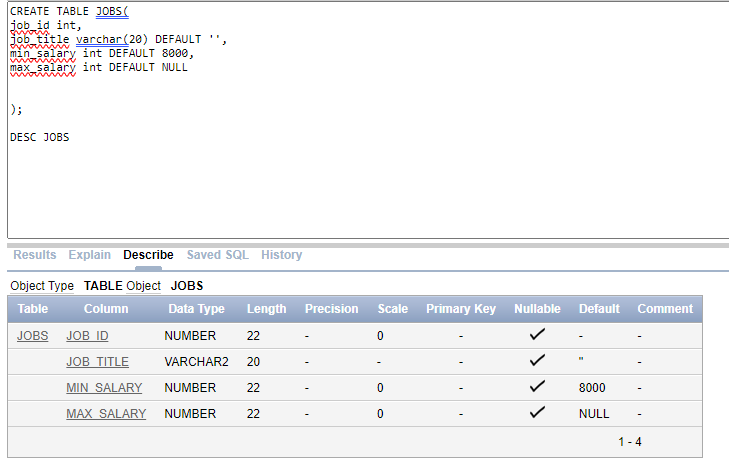 CREATE TABLE JOBS(
job_id int,
job_title varchar(20) DEFAULT '',
min_salary int DEFAULT 8000,
max_salary int DEFAULT NULL
);
DESC JOBS
Results Explain Describe Saved SQL History
Object Type TABLE Object JOBS
Table Column Data Type Length Precision Scale Primary Key Nullable Default Comment
JOBS JOB_ID NUMBER 22 - 0 - ✓ - -
JOB_TITLE VARCHAR2 20 - - - ✓ '' -
MIN_SALARY NUMBER 22 - 0 - ✓ 8000 -
MAX_SALARY NUMBER 22 - 0 - ✓ NULL -
1 - 4